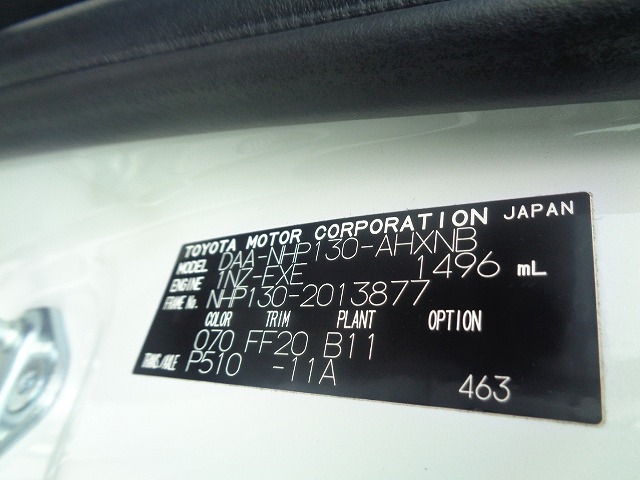 TOYOTA MOTOR CORPORATION JAPAN
MODEL DAA-NHP130-AHXNB
ENGINE 1NZ-EXE 1496 mL
FRAME No. NHP130-2013877
COLOR TRIM PLANT OPTION
070 FF20 B11
TRANS./AXLE P510 -11A
463